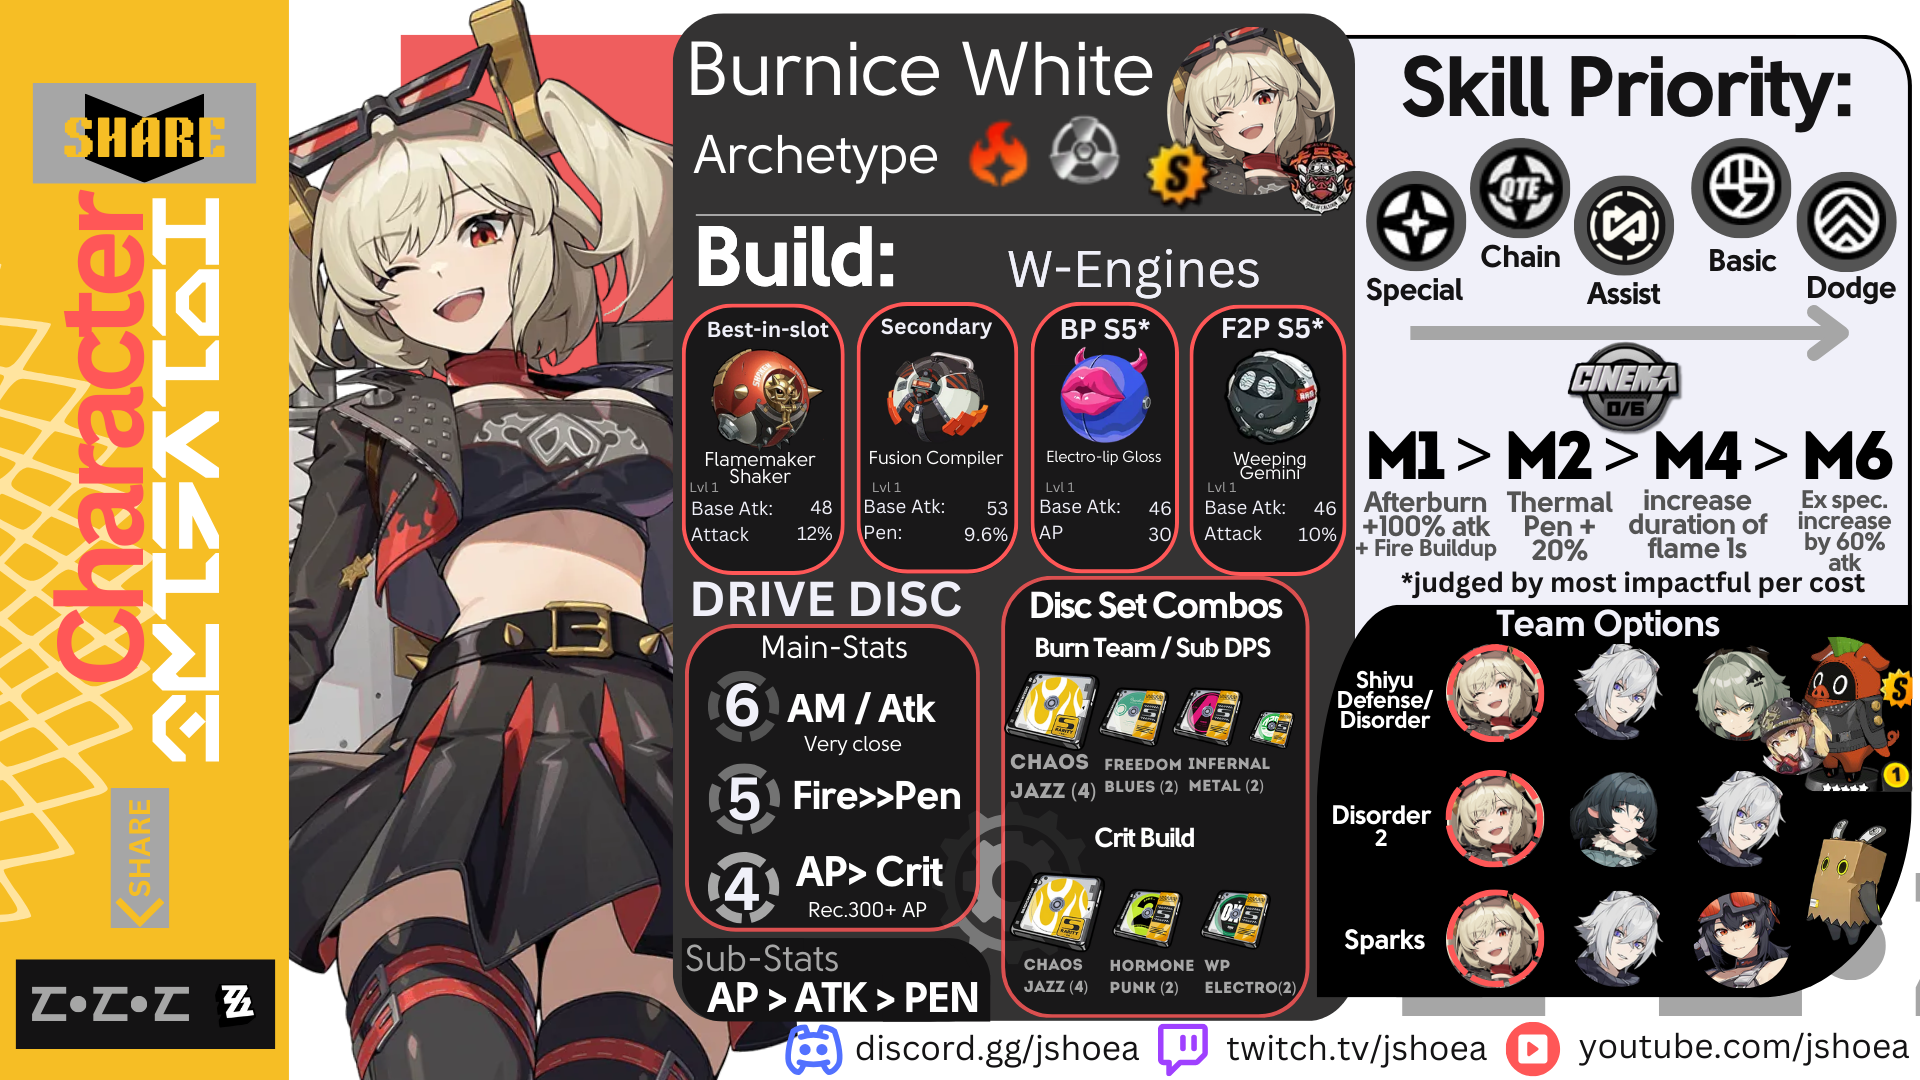 SHARE
Character
SHARE
Z•Z•Z
Burnice White
Archetype
S
Build:
W-Engines
Best-in-slot
Flamemaker
Shaker
Lvl 1
Base Atk: 48
Attack 12%
Secondary
Fusion Compiler
Lvl 1
Base Atk: 53
Pen: 9.6%
BP S5*
Electro-lip Gloss
Lvl 1
Base Atk: 46
AP 30
F2P S5*
Weeping
Gemini
Lvl 1
Base Atk: 46
Attack 10%
DRIVE DISC
Main-Stats
6 AM / Atk
Very close
5 Fire>>Pen
4 AP> Crit
Rec.300+ AP
Sub-Stats
AP > ATK > PEN
Disc Set Combos
Burn Team / Sub DPS
CHAOS
JAZZ (4)
FREEDOM
BLUES (2)
INFERNAL
METAL (2)
Crit Build
CHAOS
JAZZ (4)
HORMONE
PUNK (2)
WP
ELECTRO(2)
Skill Priority:
QTE
Special
Chain
Assist
Basic
Dodge
CINEMA
0/6
M1 > M2 > M4 > M6
Afterburn
+100% atk
+ Fire Buildup
Thermal
Pen +
20%
increase
duration of
flame 1s
Ex spec.
increase
by 60%
atk
*judged by most impactful per cost
Team Options
Shiyu
Defense/
Disorder
S
1
Disorder
2
Sparks
discord.gg/jshoea
twitch.tv/jshoea
youtube.com/jshoea